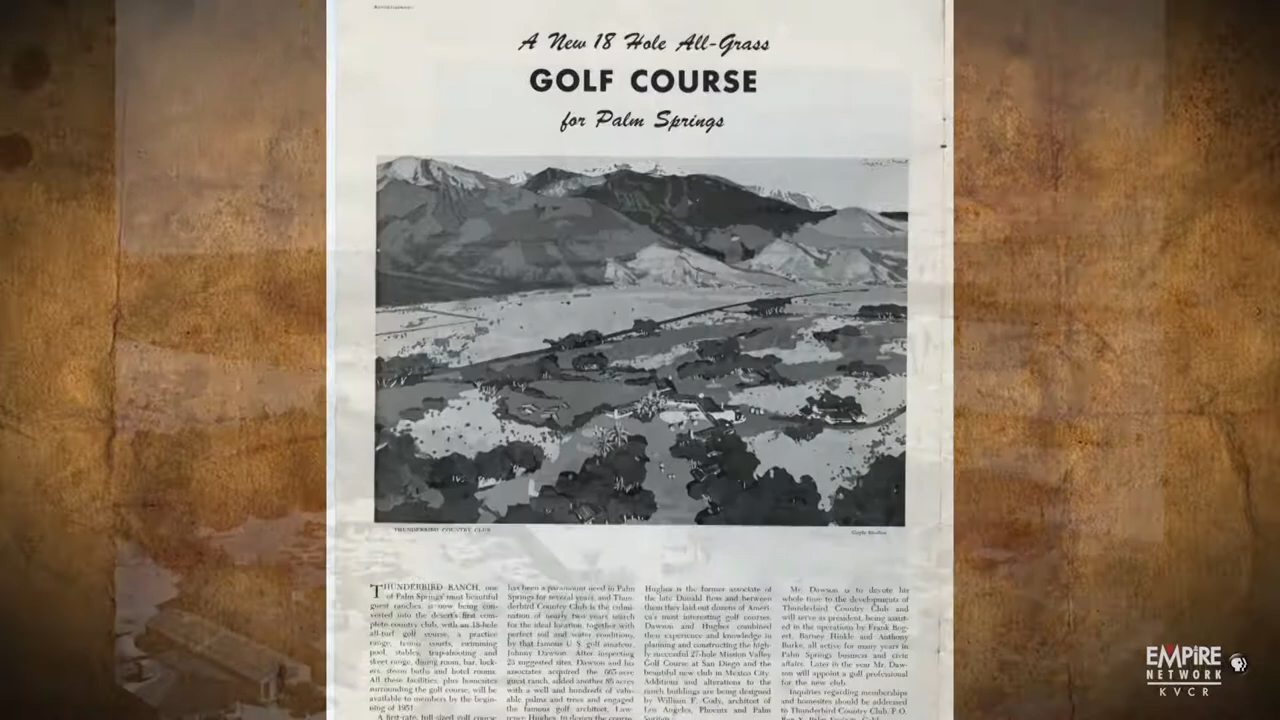 A New 18 Hole All-Grass
GOLF COURSE
for Palm Springs
THUNDERBIRD COUNTRY CLUB
THUNDERBIRD RANCH, one
of Palm Springs' most beautiful
guest ranches, is now being con-
verted into the desert's first com-
plete country club, with an 18-hole
all-turf golf course, a practice
range, tennis courts, swimming
pool, stables, trap-shooting and
skeet range, dining room, bar, lock-
ers, steam baths and hotel rooms.
All these facilities, plus homesites
surrounding the golf course, will be
available to members by the begin-
ning of 1951.
A first-rate, full-sized golf course
has been a paramount need in Palm
Springs for several years, and Thun-
derbird Country Club is the culmi-
nation of nearly two years search
for the ideal location, together with
perfect soil and water conditions,
by that famous U. S. golf amateur,
Johnny Dawson. After inspecting
25 suggested sites, Dawson and his
associates acquired the
guest ranch, added another 85 acres
with a well and hundreds of valu-
able palms and trees and engaged
the famous golf architect, Law-
rence Hughes, to design the course.
Hughes is the former associate of
the late Donald Ross and between
them they laid out dozens of Ameri-
ca's most interesting golf courses.
Dawson and Hughes combined
their experience and knowledge in
planning and constructing the high-
ly successful 27-hole Mission Valley
Golf Course at San Diego and the
beautiful new club in Mexico City.
Additions and alterations to the
ranch buildings are being designed
by William F. Cody, architect of
Los Angeles, Phoenix and Palm
Springs.
Mr. Dawson is to devote his
whole time to the developments of
Thunderbird Country Club and
will serve as president, being assist-
ed in the operations by Frank Bog-
ert, Barney Hinkle and Anthony
Burke, all active for many years in
Palm Springs business and civic
affairs. Later in the year Mr. Daw-
son will appoint a golf professional
for the new club.
Inquiries regarding memberships
and homesites should be addressed
to Thunderbird Country Club, P.O.
EMPIRE
NETWORK
KVCR
PBS